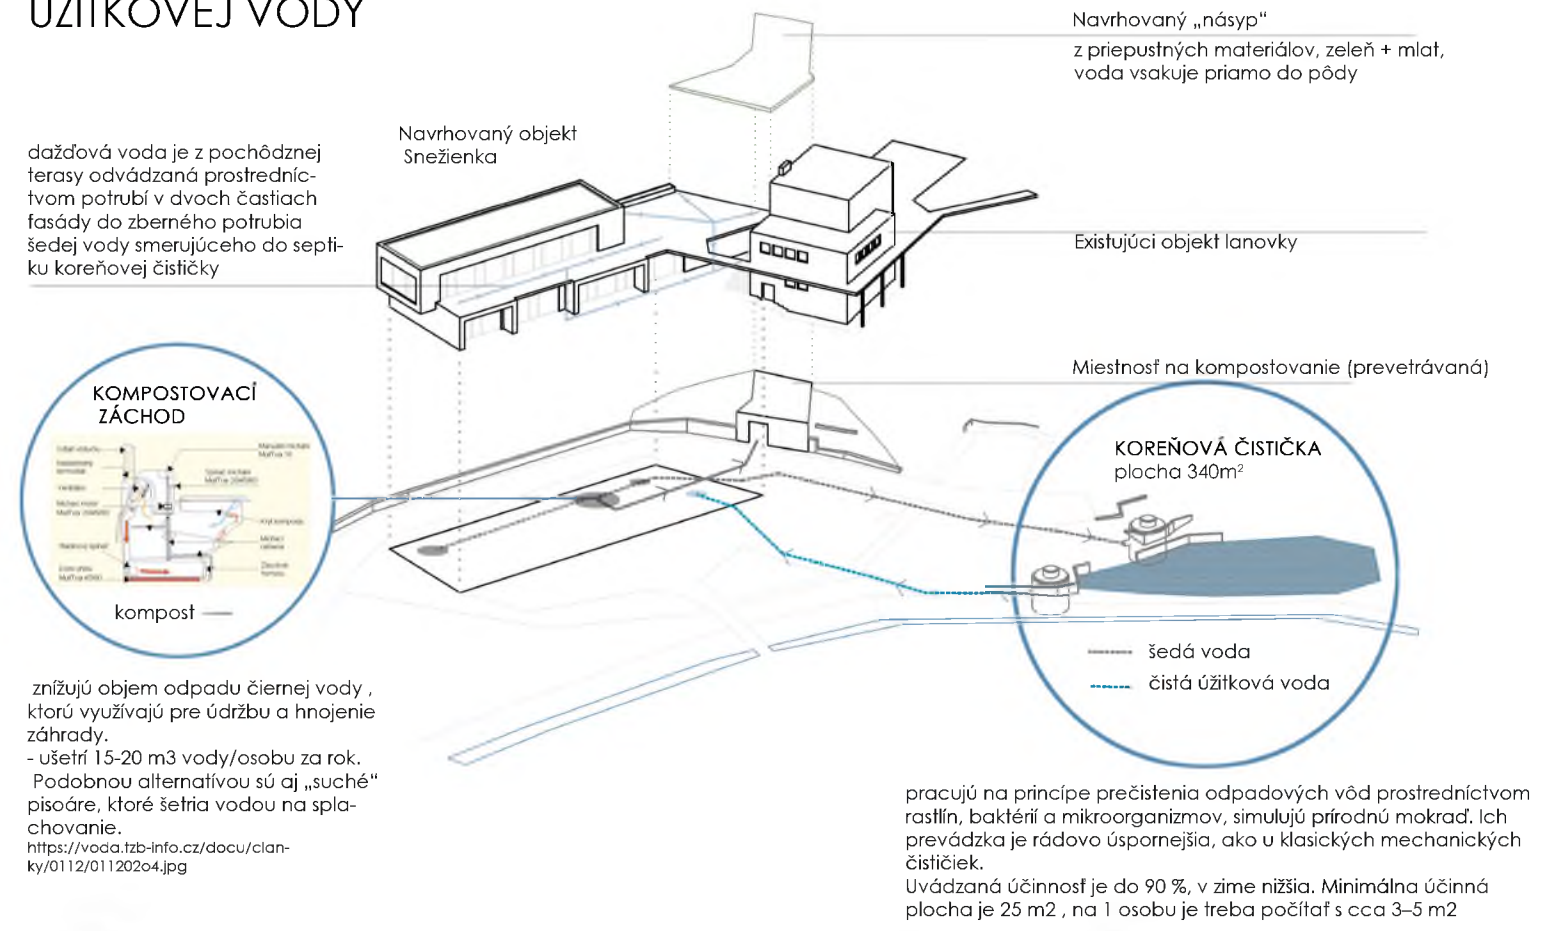 ÚŽITKOVEJ VODY
Navrhovaný „násyp“
z priepustných materiálov, zeleň + mlat,
voda vsakuje priamo do pôdy
Navrhovaný objekt
Snežienka
dažďová voda je z pochôdznej
terasy odvádzaná prostredníc-
tvom potrubí v dvoch častiach
fasády do zberného potrubia
šedej vody smerujúceho do septi-
ku koreňovej čističky
Existujúci objekt lanovky
Miestnosť na kompostovanie (prevetrávaná)
KOMPOSTOVACÍ
ZÁCHOD
kompost
KOREŇOVÁ ČISTIČKA
plocha 340m²
šedá voda
čistá úžitková voda
znížujú objem odpadu čiernej vody ,
ktorú využívajú pre údržbu a hnojenie
záhrady.
- ušetrí 15-20 m3 vody/osobu za rok.
Podobnou alternatívou sú aj „suché“
pisoáre, ktoré šetria vodou na spla-
chovanie.
https://voda.tzb-info.cz/docu/clan-
ky/0112/011202o4.jpg
pracujú na princípe prečistenia odpadových vôd prostredníctvom
rastlín, baktérií a mikroorganizmov, simulujú prírodnú mokraď. Ich
prevádzka je rádovo úspornejšia, ako u klasických mechanických
čističiek.
Uvádzaná účinnosť je do 90 %, v zime nižšia. Minimálna účinná
plocha je 25 m2 , na 1 osobu je treba počítať s cca 3–5 m2